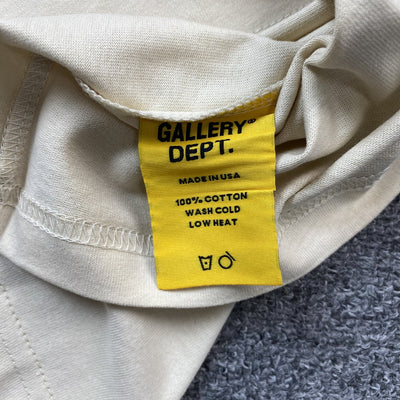 GALLERY®
DEPT.
MADE IN USA
100% COTTON
WASH COLD
LOW HEAT